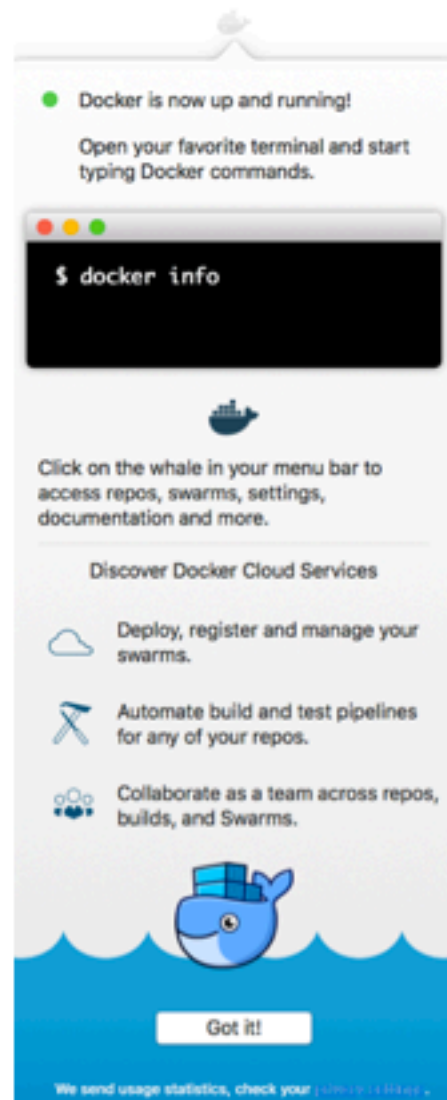 Docker is now up and running!
Open your favorite terminal and start
typing Docker commands.
$ docker info
Click on the whale in your menu bar to
access repos, swarms, settings,
documentation and more.
Discover Docker Cloud Services
Deploy, register and manage your
swarms.
Automate build and test pipelines
for any of your repos.
Collaborate as a team across repos,
builds, and Swarms.
Got it!
We send usage statistics, check your